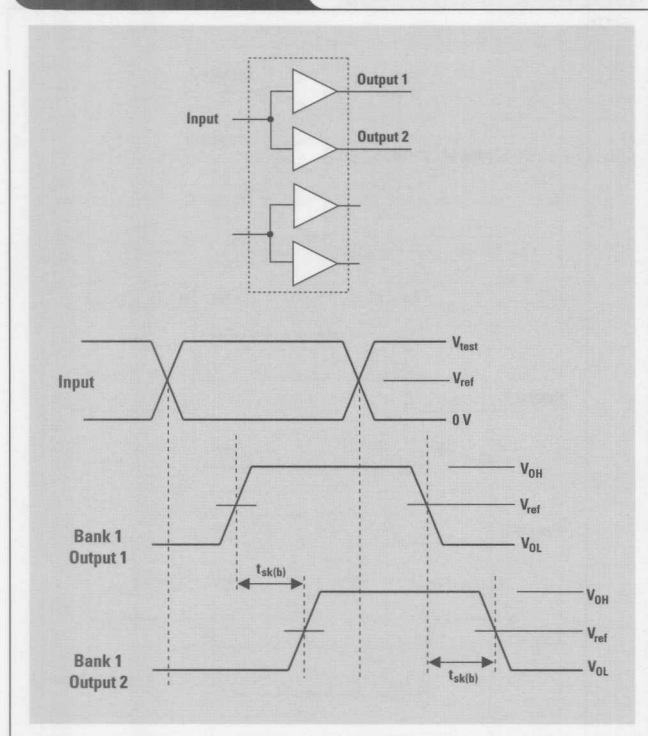 Output 1
Input
Output 2
V_test
Input
V_ref
0 V
V_OH
V_ref
Bank 1
Output 1
V_OL
t_sk(b)
V_OH
V_ref
Bank 1
Output 2
V_OL
t_sk(b)